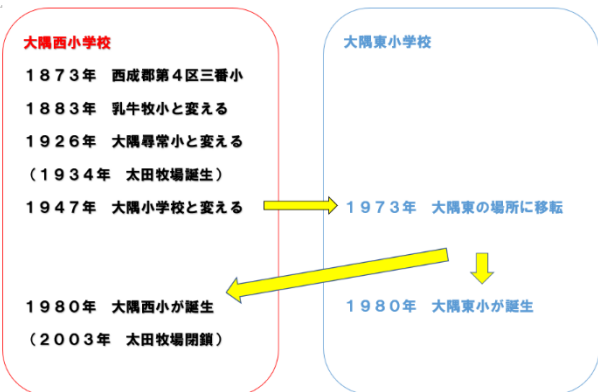 大隅西小学校
１８７３年　西成郡第４区三番小
１８８３年　乳牛牧小と変える
１９２６年　大隅尋常小と変える
（１９３４年　太田牧場誕生）
１９４７年　大隅小学校と変える
１９８０年　大隅西小が誕生
（２００３年　太田牧場閉鎖）
大隅東小学校
１９７３年　大隅東の場所に移転
１９８０年　大隅東小が誕生